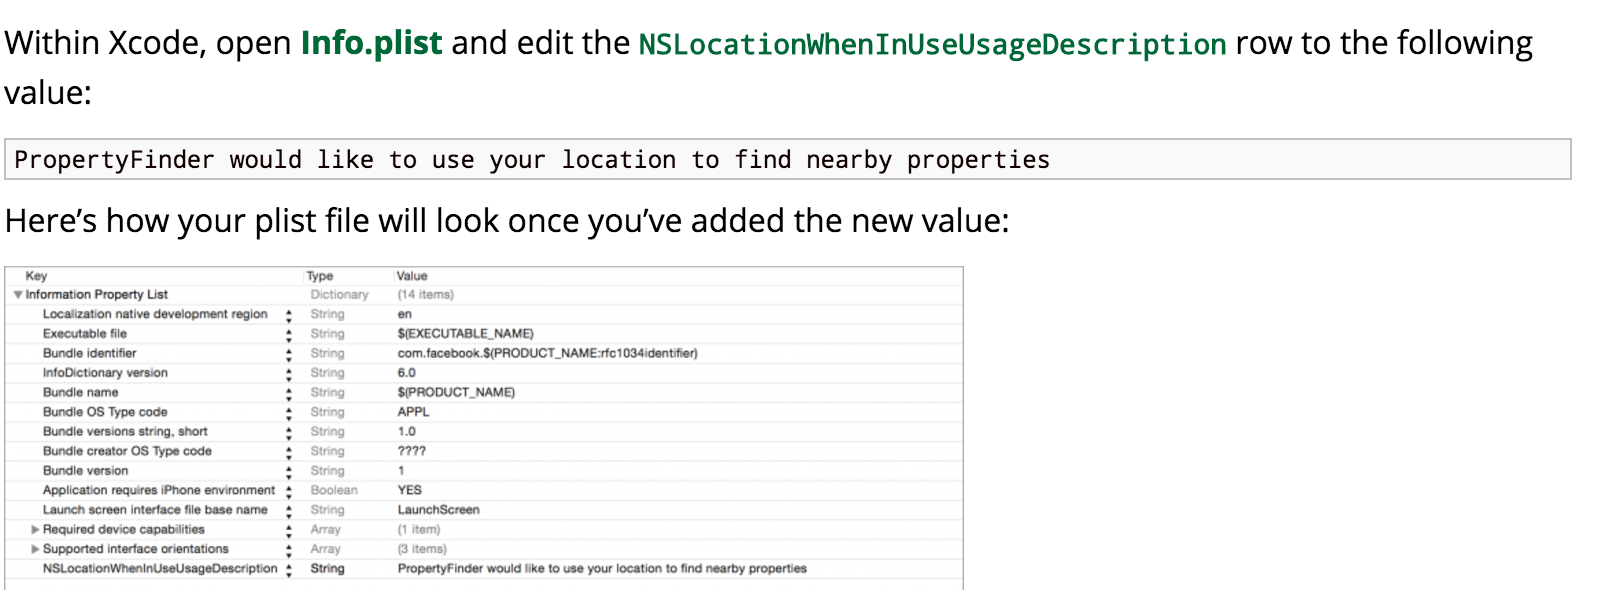 Within Xcode, open Info.plist and edit the NSLocationWhenInUseUsageDescription row to the following
value:
PropertyFinder would like to use your location to find nearby properties
Here’s how your plist file will look once you’ve added the new value:
Key Type Value
Information Property List Dictionary (14 items)
Localization native development region String en
Executable file String $(EXECUTABLE_NAME)
Bundle identifier String com.facebook.$(PRODUCT_NAME:rfc1034identifier)
InfoDictionary version String 6.0
Bundle name String $(PRODUCT_NAME)
Bundle OS Type code String APPL
Bundle versions string, short String 1.0
Bundle creator OS Type code String ????
Bundle version String 1
Application requires iPhone environment Boolean YES
Launch screen interface file base name String LaunchScreen
Required device capabilities Array (1 item)
Supported interface orientations Array (3 items)
NSLocationWhenInUseUsageDescription String PropertyFinder would like to use your location to find nearby properties